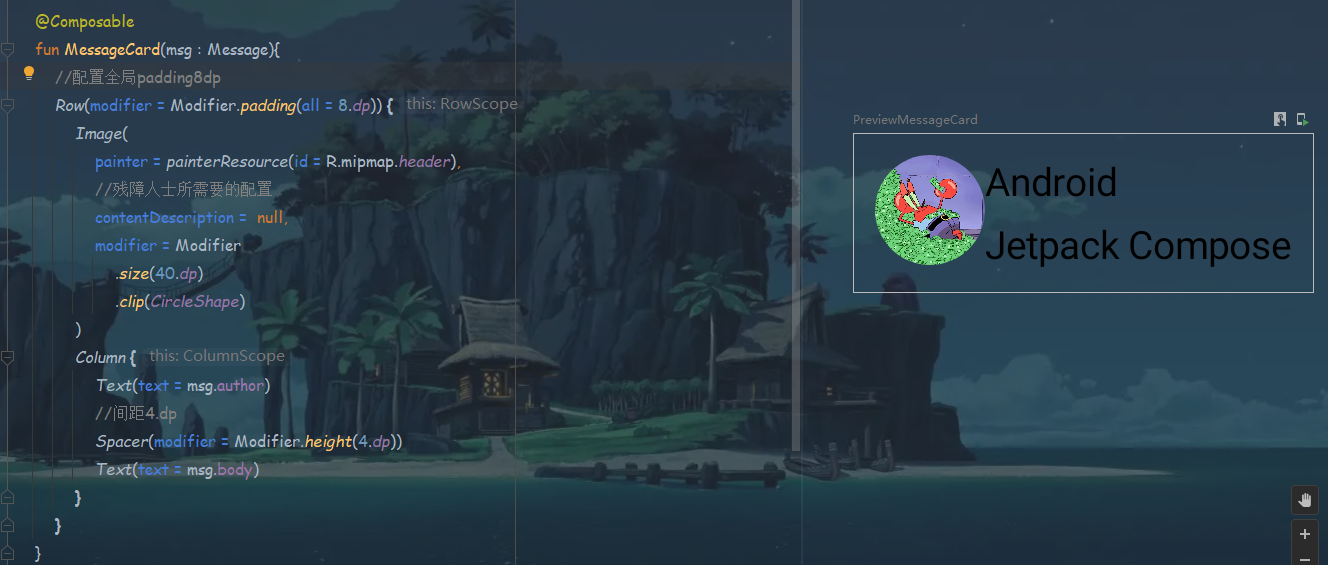 @Composable
fun MessageCard(msg : Message){
//配置全局padding8dp
Row(modifier = Modifier.padding(all = 8.dp)) { this: RowScope
Image(
painter = painterResource(id = R.mipmap.header),
//残障人士所需要的配置
contentDescription = null,
modifier = Modifier
.size(40.dp)
.clip(CircleShape)
)
Column { this: ColumnScope
Text(text = msg.author)
//间距4.dp
Spacer(modifier = Modifier.height(4.dp))
Text(text = msg.body)
}
}
}
PreviewMessageCard
Android
Jetpack Compose